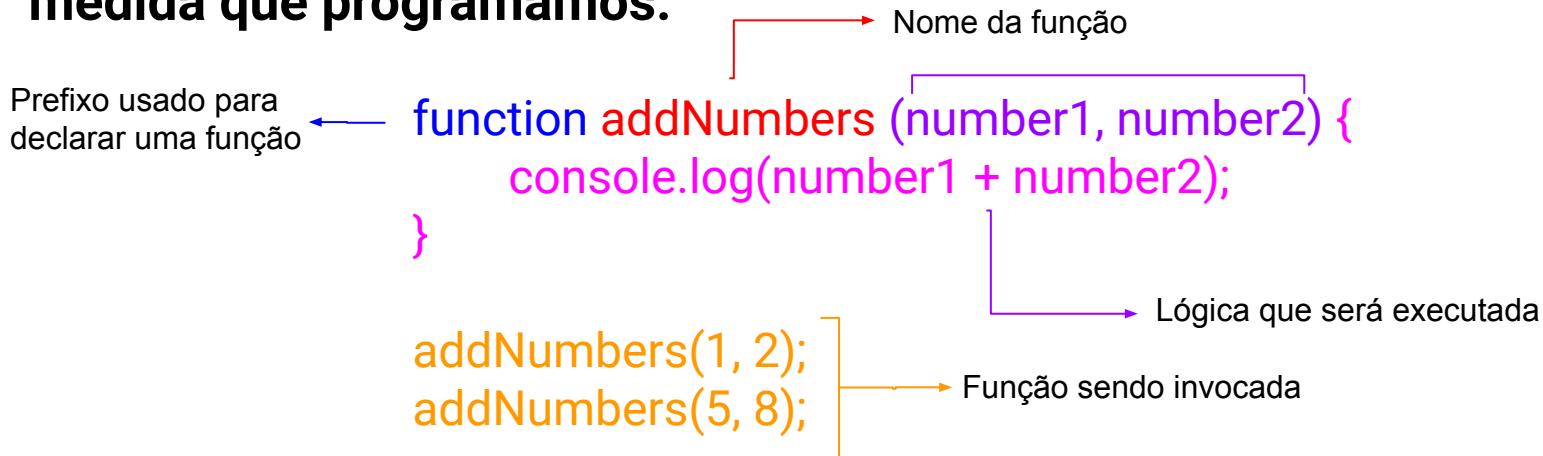 medida que programamos.
Nome da função
Prefixo usado para
declarar uma função
function addNumbers (number1, number2) {
console.log(number1 + number2);
}
Lógica que será executada
addNumbers(1, 2);
addNumbers(5, 8);
Função sendo invocada